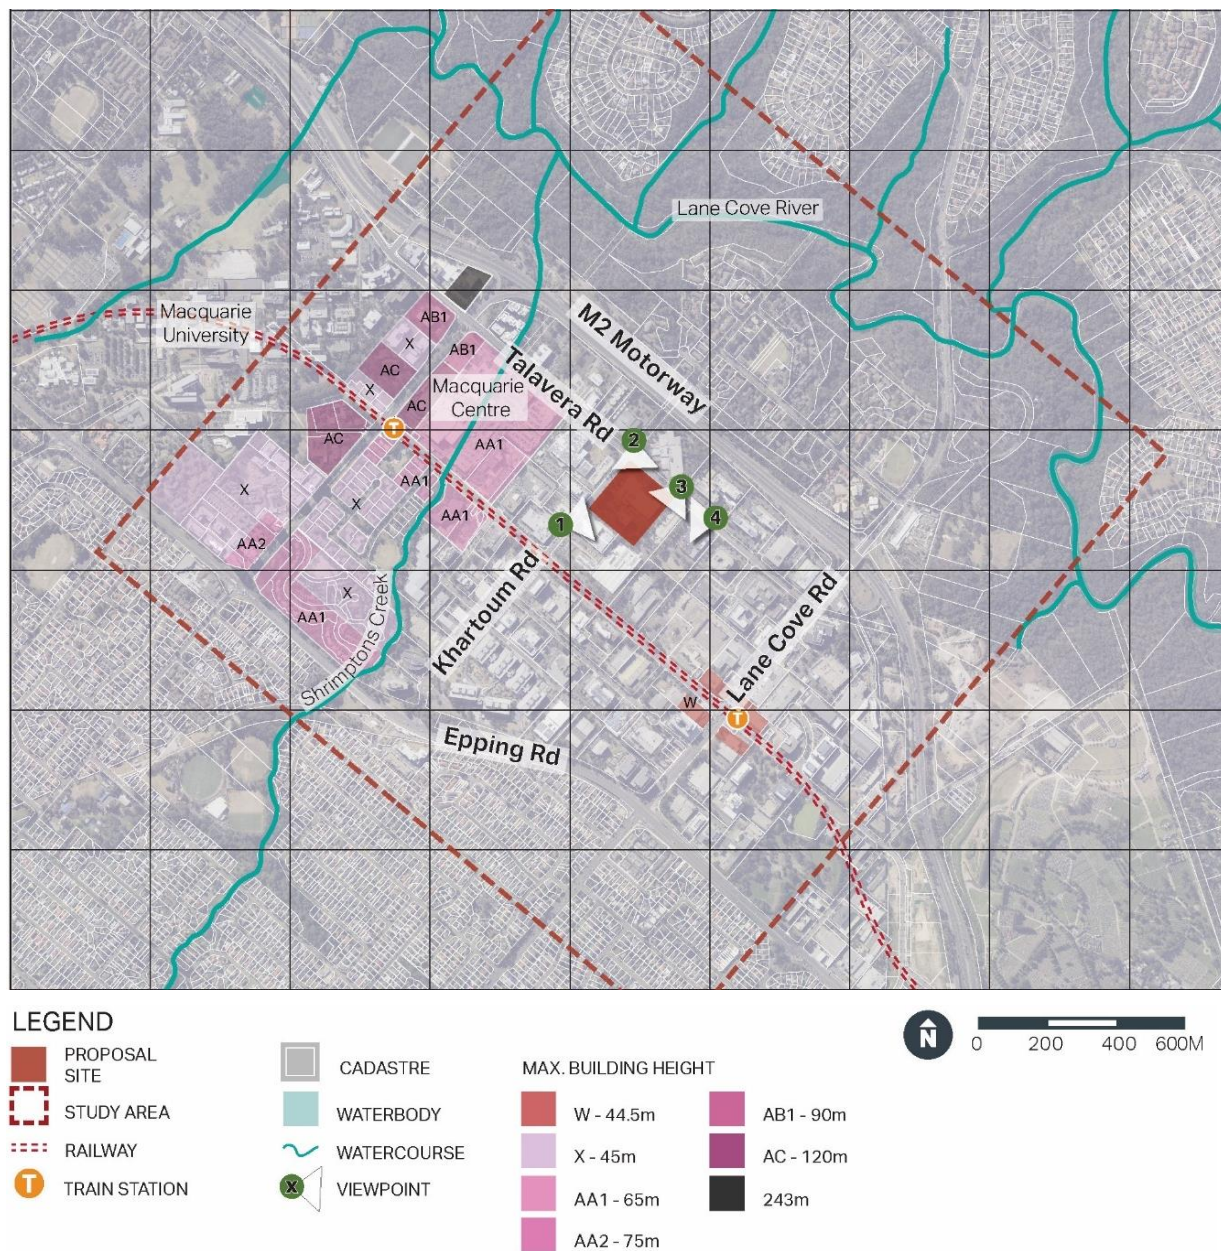 Lane Cove River
Macquarie
University
M2 Motorway
AB1
X
AB1
Talavera Rd
AC
X
Macquarie
Centre
AC
T
AC
2
AA1
3
X
AA1
X
AA1
1
4
AA2
X
AA1
Khartoum Rd
Lane Cove Rd
Shrimptons Creek
W
T
Epping Rd
LEGEND
PROPOSAL
SITE
STUDY AREA
RAILWAY
T
TRAIN STATION
CADASTRE
WATERBODY
WATERCOURSE
X
VIEWPOINT
MAX. BUILDING HEIGHT
W - 44.5m
X - 45m
AA1 - 65m
AA2 - 75m
AB1 - 90m
AC - 120m
243m
N
0 200 400 600M